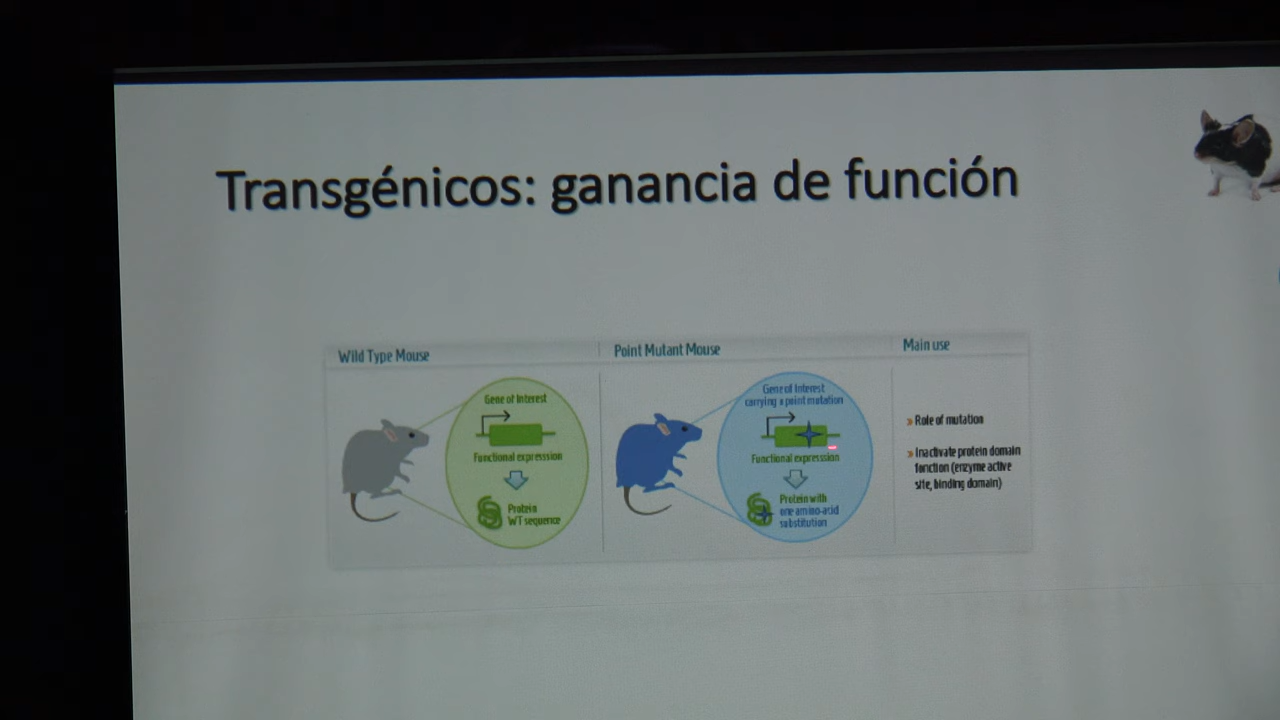 Transgénicos: ganancia de función
Wild Type Mouse
Point Mutant Mouse
Main use
Gene of Interest
Functional expression
Protein
WT sequence
Gene of Interest
carrying a point mutation
Functional expression
Protein with
one amino-acid
substitution
» Role of mutation
» Inactivate protein domain
fonction (enzyme active
site, binding domain)